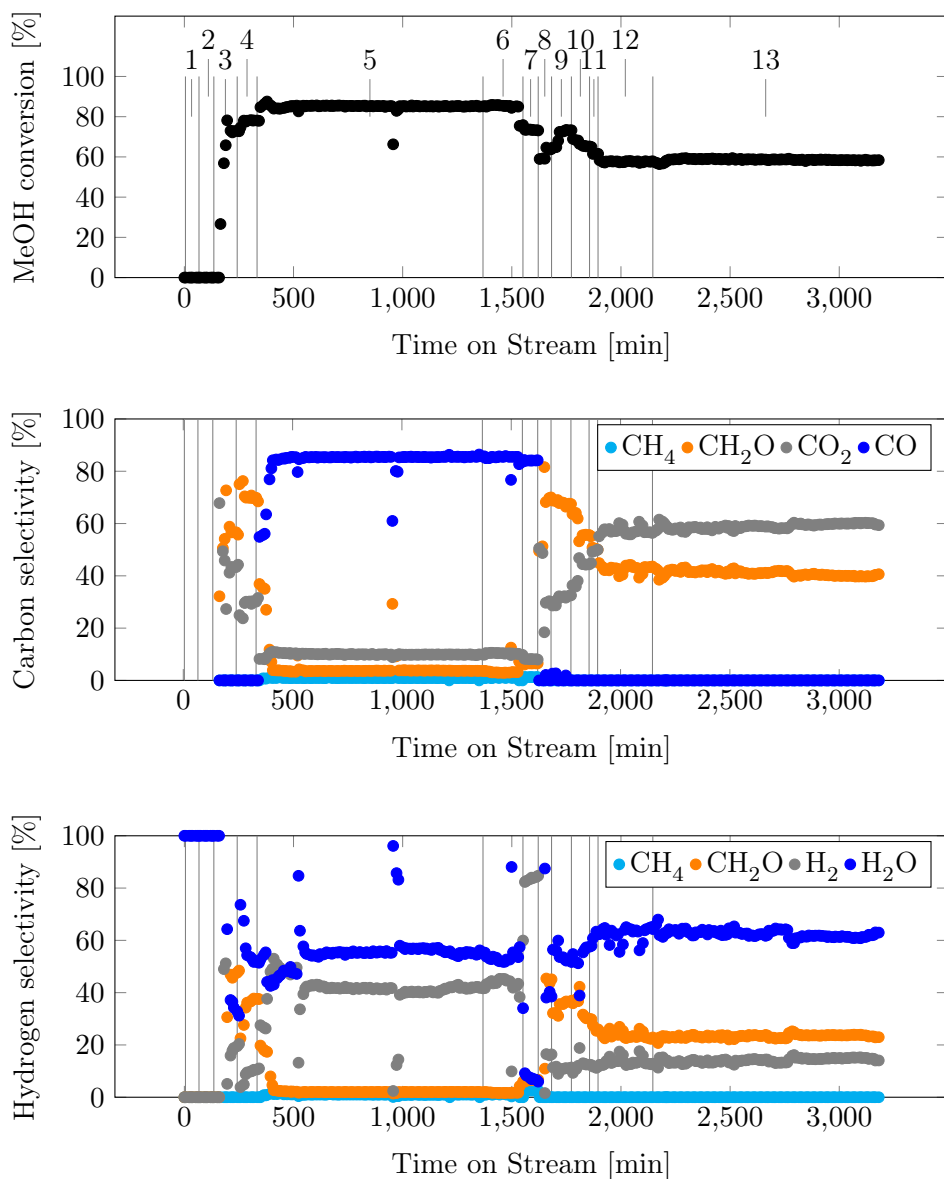 MeOH conversion [%]
2 4 6 8 10 12
1 3 5 7 9 11 13
100
80
60
40
20
0
0 500 1,000 1,500 2,000 2,500 3,000
Time on Stream [min]
Carbon selectivity [%]
100
80
60
40
20
0
CH₄ CH₂O CO₂ CO
0 500 1,000 1,500 2,000 2,500 3,000
Time on Stream [min]
Hydrogen selectivity [%]
100
80
60
40
20
0
CH₄ CH₂O H₂ H₂O
0 500 1,000 1,500 2,000 2,500 3,000
Time on Stream [min]